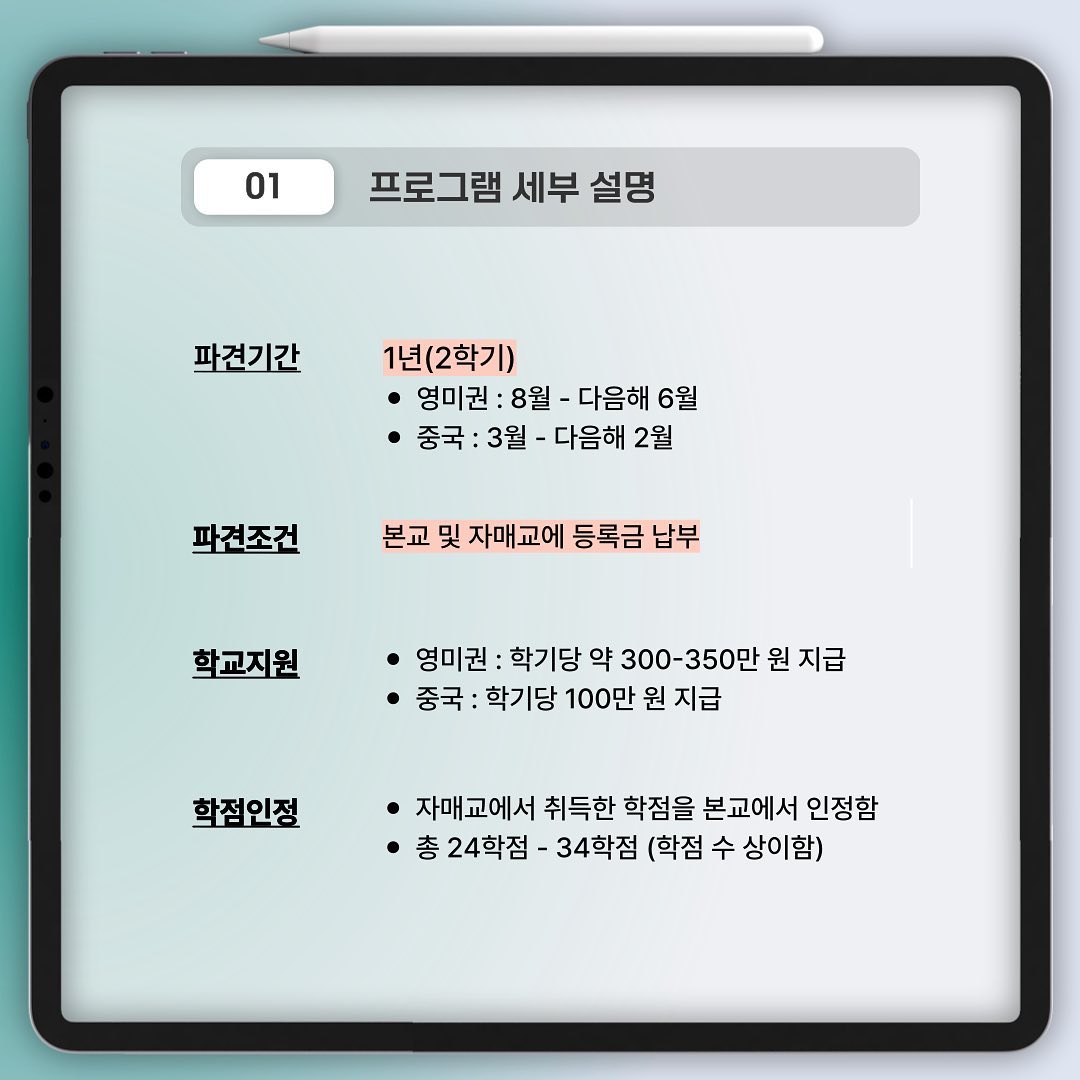 01 프로그램 세부 설명
파견기간
1년(2학기)
• 영미권 : 8월 - 다음해 6월
• 중국 : 3월 - 다음해 2월
파견조건
본교 및 자매교에 등록금 납부
학교지원
• 영미권 : 학기당 약 300-350만 원 지급
• 중국 : 학기당 100만 원 지급
학점인정
• 자매교에서 취득한 학점을 본교에서 인정함
• 총 24학점 - 34학점 (학점 수 상이함)